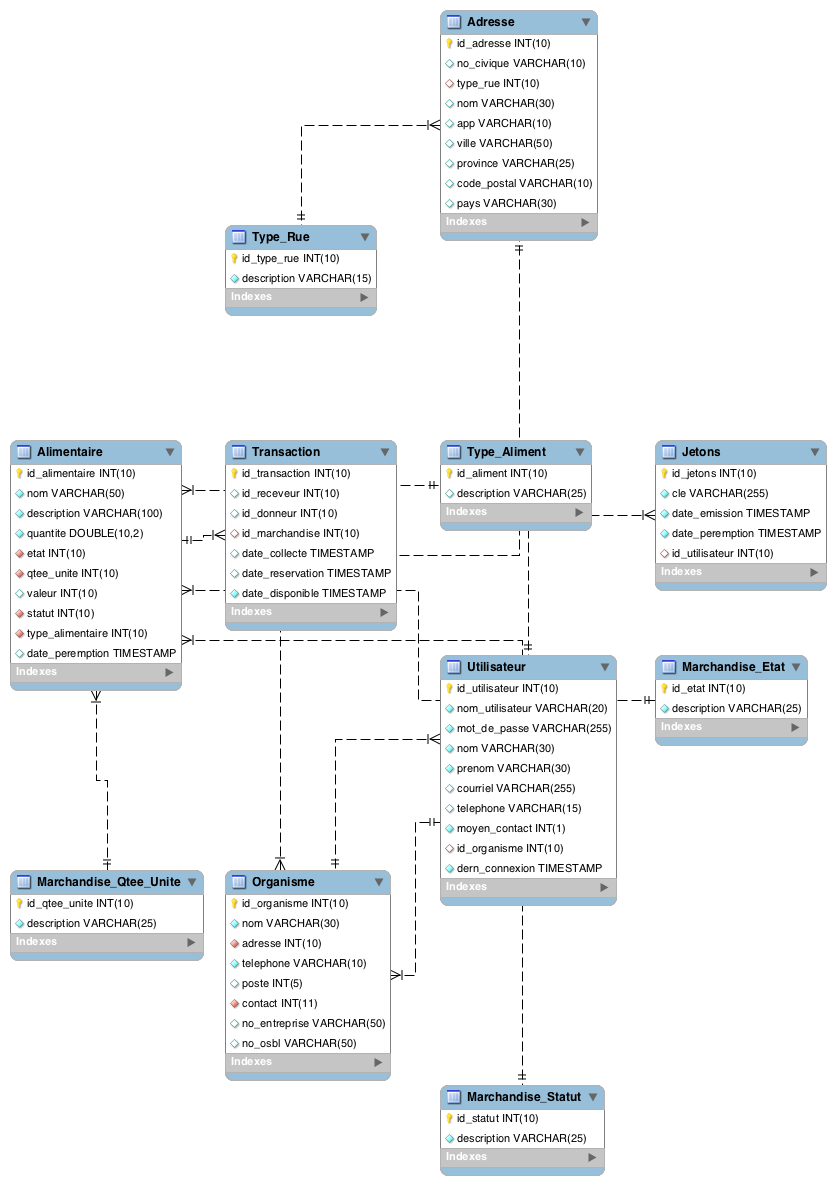 Adresse
id_adresse INT(10)
no_civique VARCHAR(10)
type_rue INT(10)
nom VARCHAR(30)
app VARCHAR(10)
ville VARCHAR(50)
province VARCHAR(25)
code_postal VARCHAR(10)
pays VARCHAR(30)
Indexes
Type_Rue
id_type_rue INT(10)
description VARCHAR(15)
Indexes
Alimentaire
id_alimentaire INT(10)
nom VARCHAR(50)
description VARCHAR(100)
quantite DOUBLE(10,2)
etat INT(10)
qtee_unite INT(10)
valeur INT(10)
statut INT(10)
type_alimentaire INT(10)
date_peremption TIMESTAMP
Indexes
Transaction
id_transaction INT(10)
id_receveur INT(10)
id_donneur INT(10)
id_marchandise INT(10)
date_collecte TIMESTAMP
date_reservation TIMESTAMP
date_disponible TIMESTAMP
Indexes
Type_Aliment
id_aliment INT(10)
description VARCHAR(25)
Indexes
Jetons
id_jetons INT(10)
cle VARCHAR(255)
date_emission TIMESTAMP
date_peremption TIMESTAMP
id_utilisateur INT(10)
Indexes
Utilisateur
id_utilisateur INT(10)
nom_utilisateur VARCHAR(20)
mot_de_passe VARCHAR(255)
nom VARCHAR(30)
prenom VARCHAR(30)
courriel VARCHAR(255)
telephone VARCHAR(15)
moyen_contact INT(1)
id_organisme INT(10)
dern_connexion TIMESTAMP
Indexes
Marchandise_Etat
id_etat INT(10)
description VARCHAR(25)
Indexes
Marchandise_Qtee_Unite
id_qtee_unite INT(10)
description VARCHAR(25)
Indexes
Organisme
id_organisme INT(10)
nom VARCHAR(30)
adresse INT(10)
telephone VARCHAR(10)
poste INT(5)
contact INT(11)
no_entreprise VARCHAR(50)
no_osbl VARCHAR(50)
Indexes
Marchandise_Statut
id_statut INT(10)
description VARCHAR(25)
Indexes